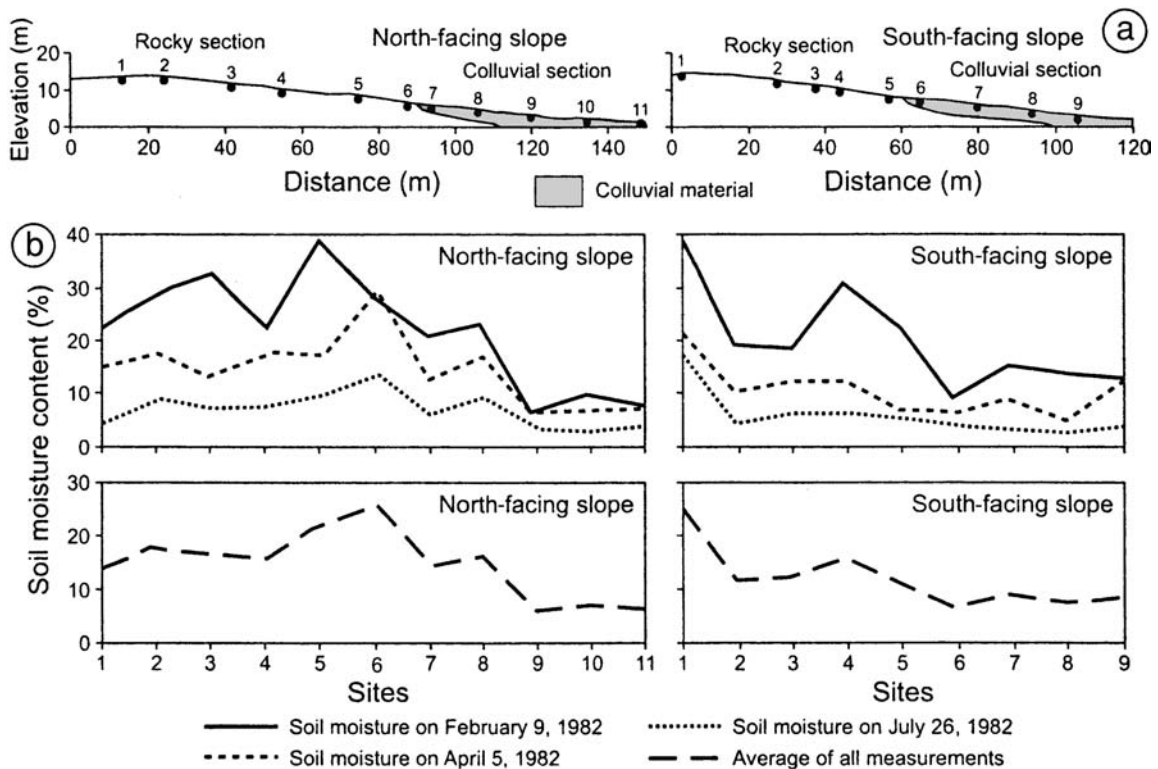 a
Elevation (m)
20
10
0
Rocky section
North-facing slope
Colluvial section
1 2 3 4 5 6 7 8 9 10 11
0 20 40 60 80 100 120 140
Distance (m)
Rocky section
South-facing slope
Colluvial section
1 2 3 4 5 6 7 8 9
0 20 40 60 80 100 120
Distance (m)
Colluvial material
b
Soil moisture content (%)
40
30
20
10
0
North-facing slope
South-facing slope
30
20
10
0
North-facing slope
South-facing slope
1 2 3 4 5 6 7 8 9 10 11
Sites
1 2 3 4 5 6 7 8 9
Sites
Soil moisture on February 9, 1982
Soil moisture on July 26, 1982
Soil moisture on April 5, 1982
Average of all measurements